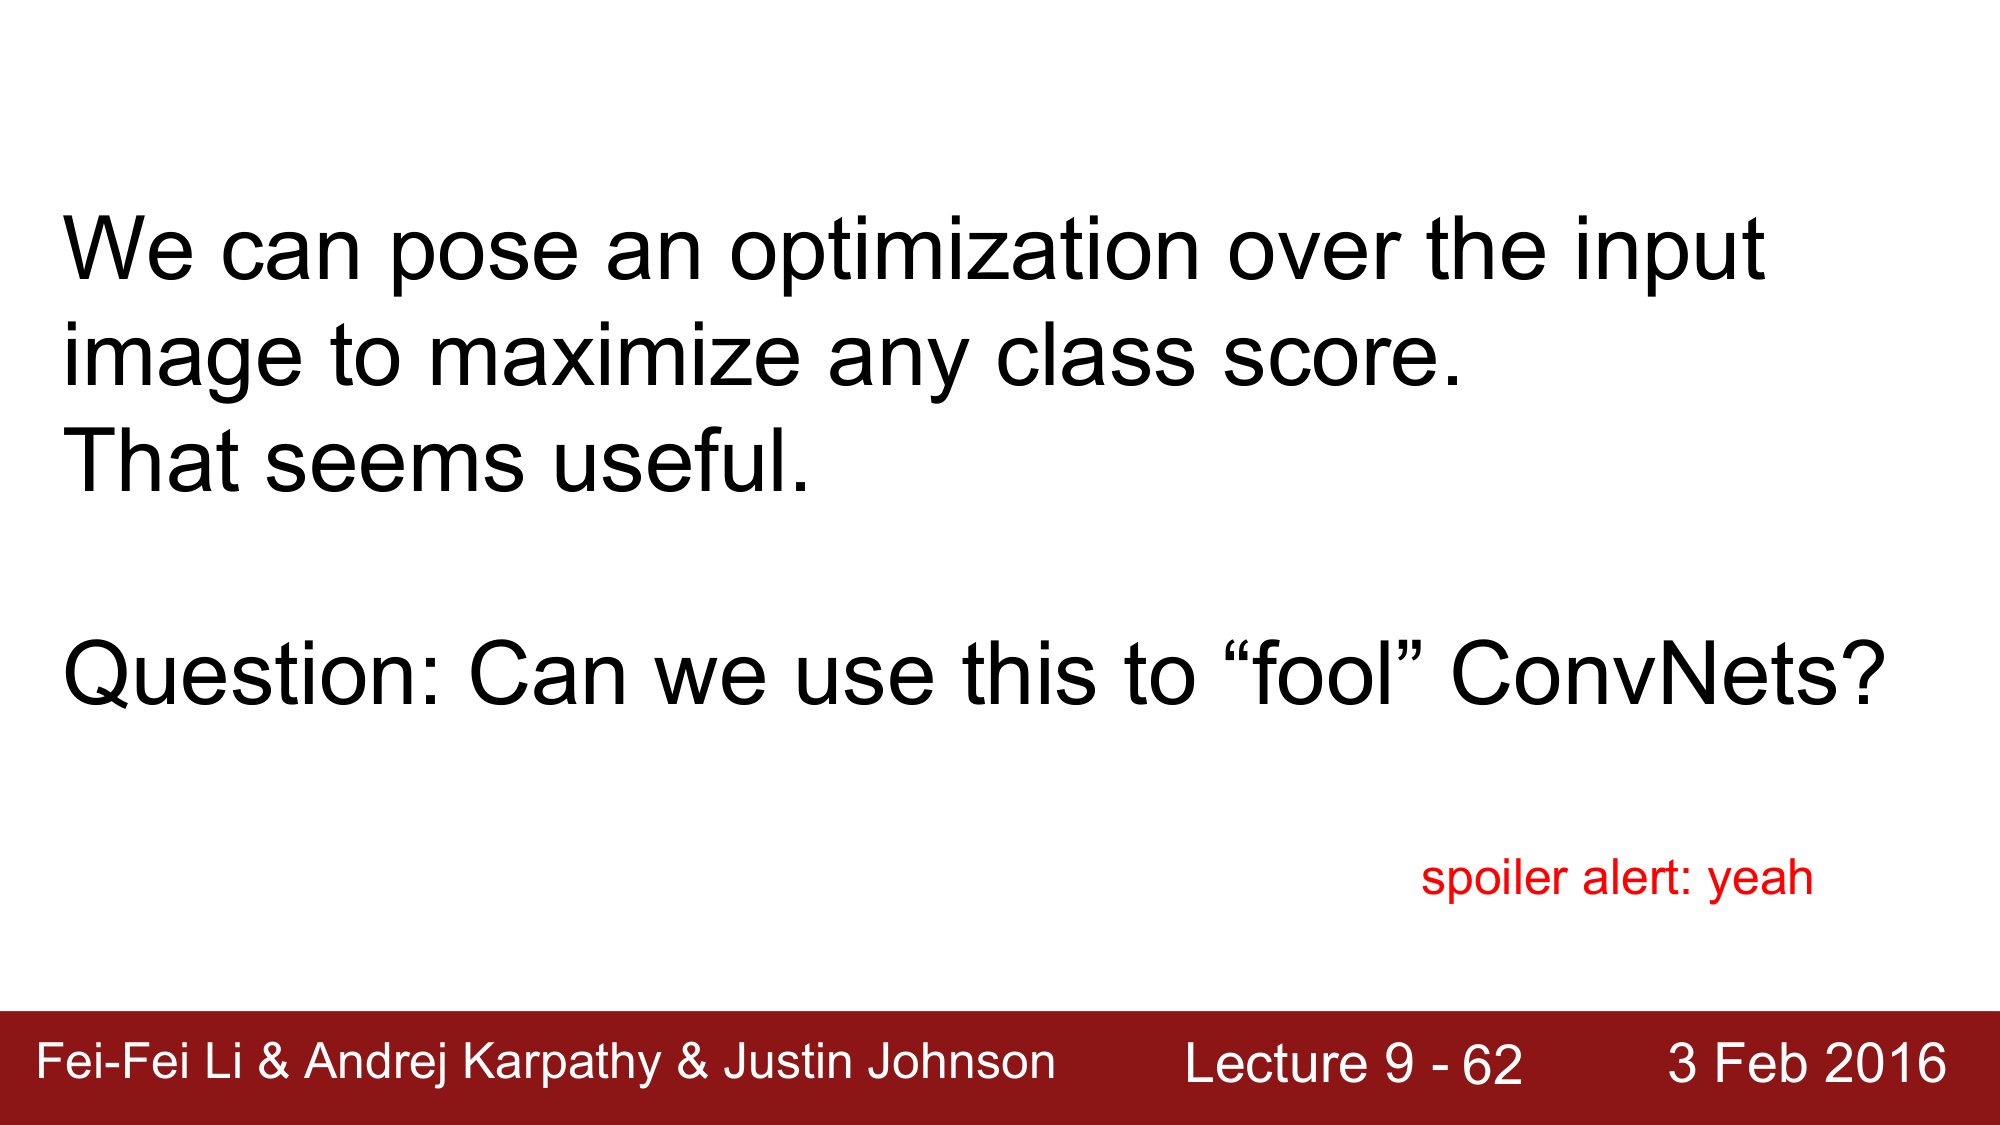 We can pose an optimization over the input
image to maximize any class score.
That seems useful.
Question: Can we use this to “fool” ConvNets?
spoiler alert: yeah
Fei-Fei Li & Andrej Karpathy & Justin Johnson Lecture 9 - 62 3 Feb 2016